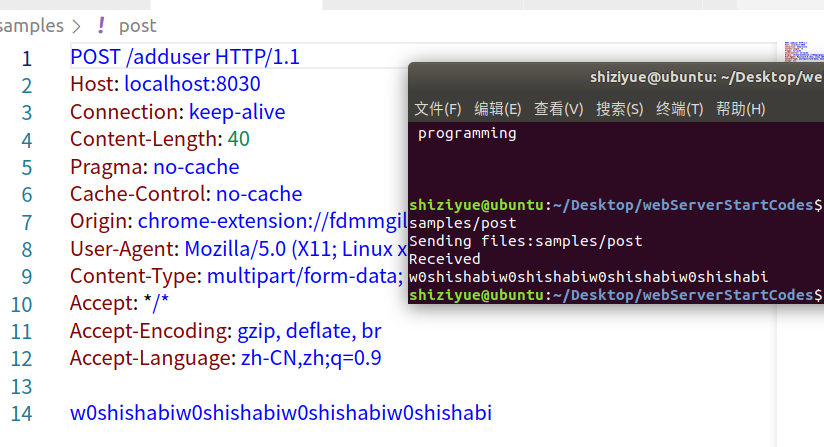 samples > ! post
1 POST /adduser HTTP/1.1
2 Host: localhost:8030
3 Connection: keep-alive
4 Content-Length: 40
5 Pragma: no-cache
6 Cache-Control: no-cache
7 Origin: chrome-extension://fdmmgil
8 User-Agent: Mozilla/5.0 (X11; Linux x
9 Content-Type: multipart/form-data;
10 Accept: */*
11 Accept-Encoding: gzip, deflate, br
12 Accept-Language: zh-CN,zh;q=0.9
13
14 w0shishabiw0shishabiw0shishabiw0shishabi
shiziyue@ubuntu: ~/Desktop/we
文件(F) 编辑(E) 查看(V) 搜索(S) 终端(T) 帮助(H)
programming
shiziyue@ubuntu:~/Desktop/webServerStartCodes$
samples/post
Sending files:samples/post
Received
w0shishabiw0shishabiw0shishabiw0shishabi
shiziyue@ubuntu:~/Desktop/webServerStartCodes$